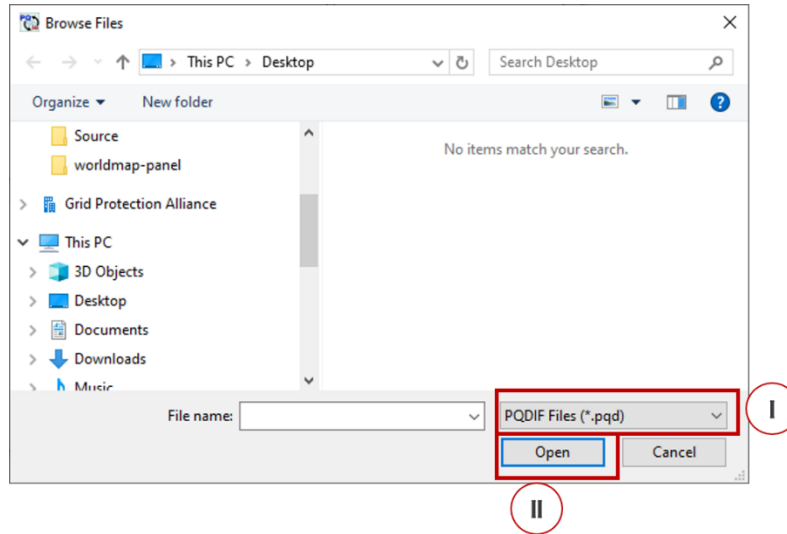 Browse Files
This PC > Desktop
Search Desktop
Organize
New folder
Source
worldmap-panel
No items match your search.
Grid Protection Alliance
This PC
3D Objects
Desktop
Documents
Downloads
Music
File name:
PQDIF Files (*.pqd)
I
Open
Cancel
II